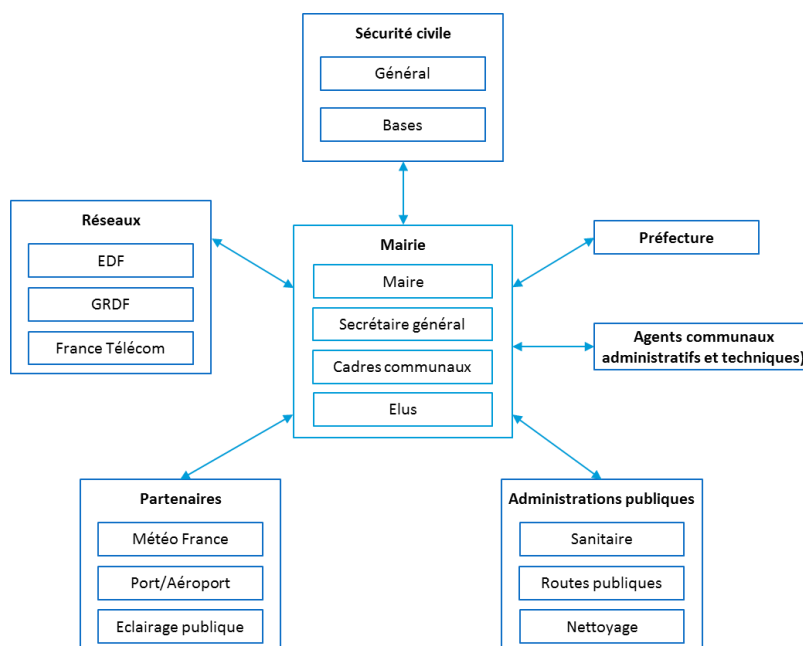 Sécurité civile
Général
Bases
Réseaux
EDF
GRDF
France Télécom
Mairie
Maire
Secrétaire général
Cadres communaux
Elus
Préfecture
Agents communaux
administratifs et techniques)
Partenaires
Météo France
Port/Aéroport
Eclairage publique
Administrations publiques
Sanitaire
Routes publiques
Nettoyage